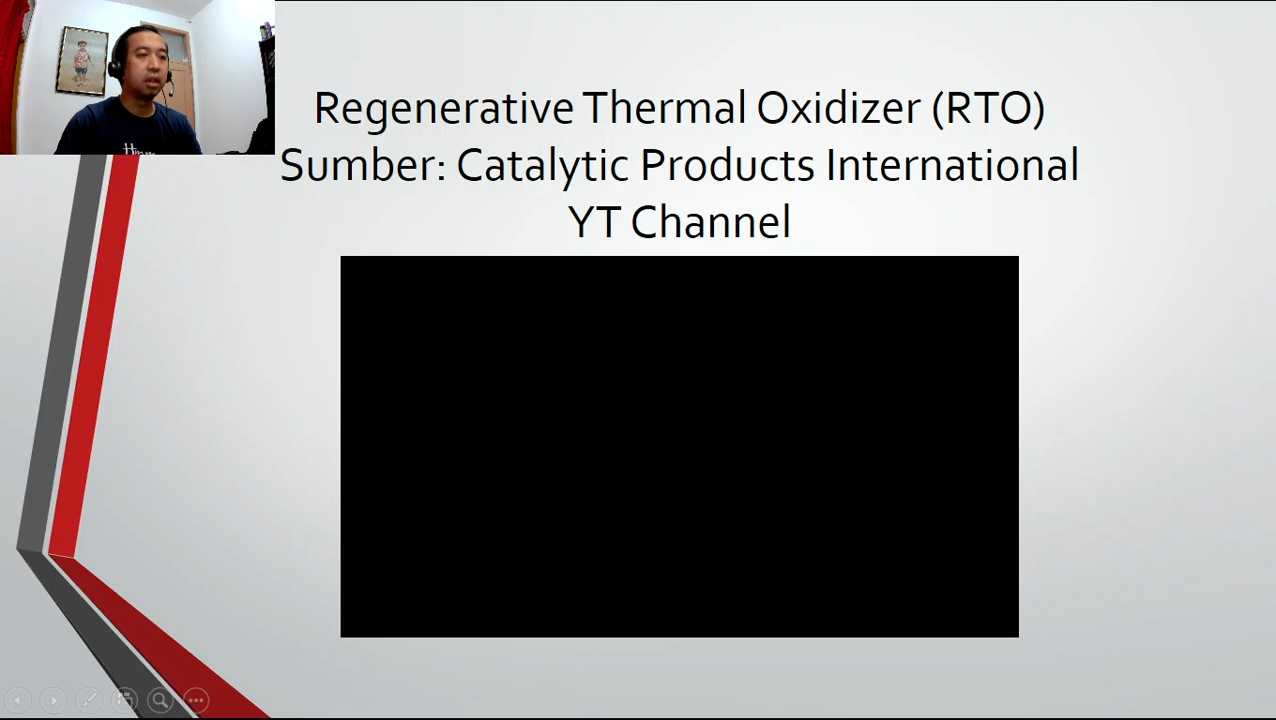 Regenerative Thermal Oxidizer (RTO)
Sumber: Catalytic Products International
YT Channel